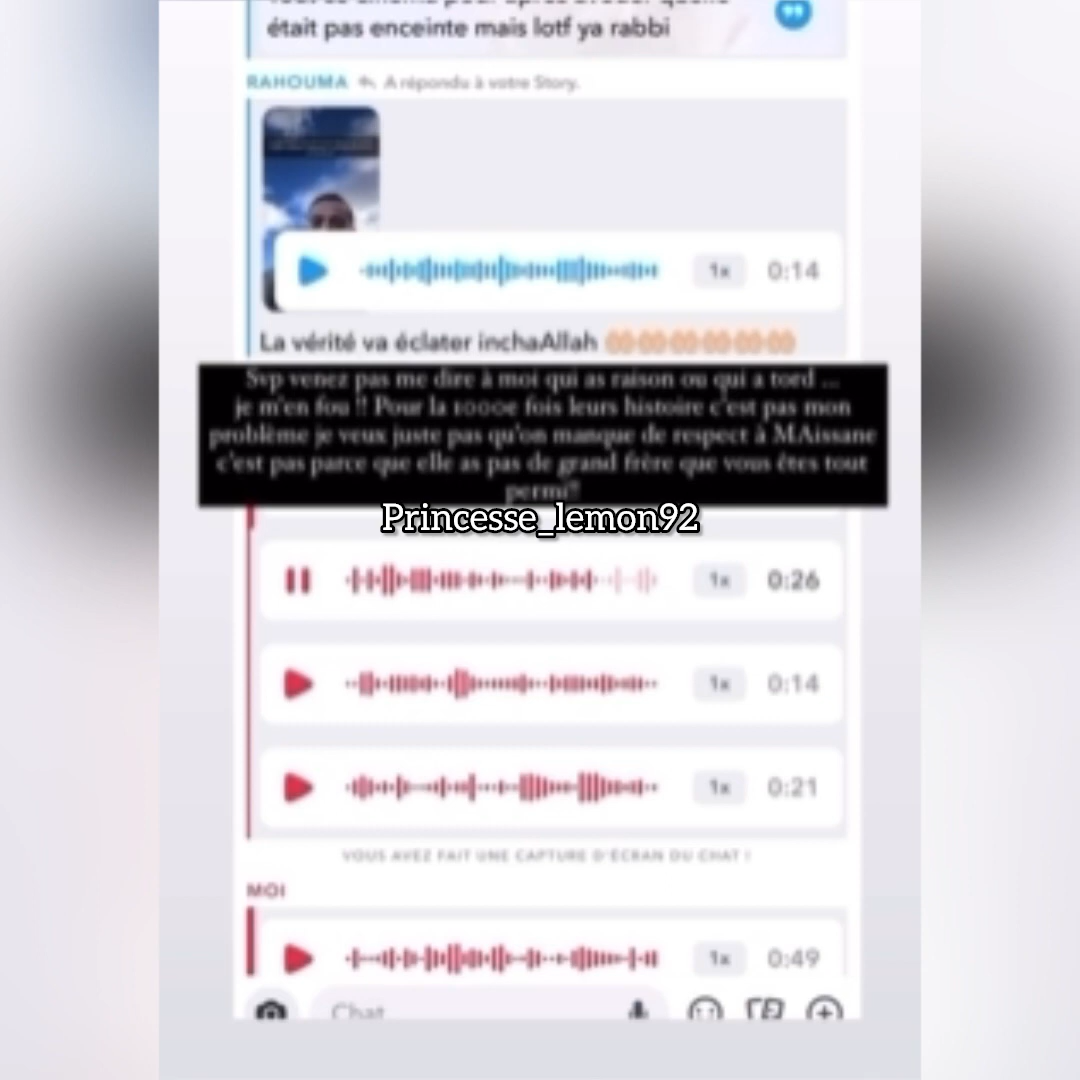 était pas enceinte mais lotf ya rabbi
RAHOUMA A répondu à votre Story.
1x 0:14
La vérité va éclater inchaAllah
Svp venez pas me dire à moi qui as raison ou qui a tord ...
je m'en fou !! Pour la 1000e fois leurs histoire c'est pas mon
problème je veux juste pas qu'on manque de respect à MAissane
c'est pas parce que elle as pas de grand frère que vous êtes tout
permi!!
Princesse_lemon92
1x 0:26
1x 0:14
1x 0:21
VOUS AVEZ FAIT UNE CAPTURE D'ÉCRAN DU CHAT !
MOI
1x 0:49
Chat